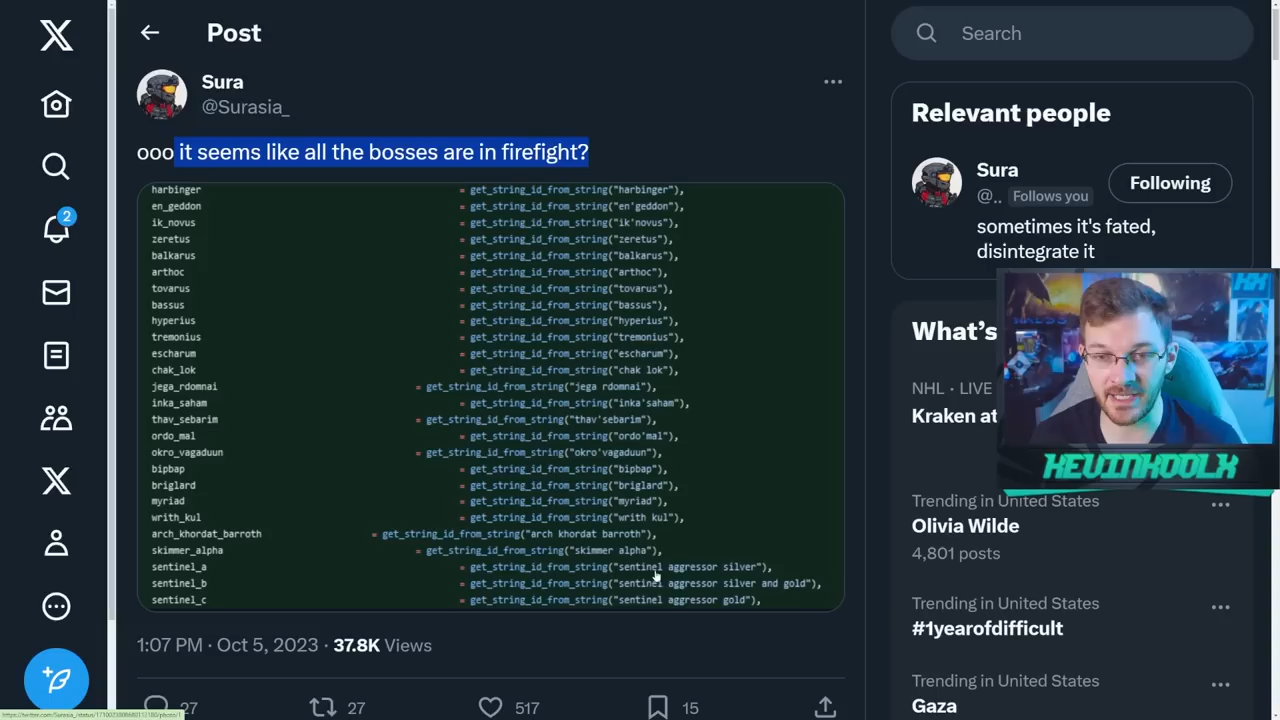 Post
Search
Sura
@Surasia_
ooo it seems like all the bosses are in firefight?
harbinger = get_string_id_from_string("harbinger"),
en_geddon = get_string_id_from_string("en'geddon"),
ik_novus = get_string_id_from_string("ik'novus"),
zeretus = get_string_id_from_string("zeretus"),
balkarus = get_string_id_from_string("balkarus"),
arthoc = get_string_id_from_string("arthoc"),
tovarus = get_string_id_from_string("tovarus"),
bassus = get_string_id_from_string("bassus"),
hyperius = get_string_id_from_string("hyperius"),
tremonius = get_string_id_from_string("tremonius"),
escharum = get_string_id_from_string("escharum"),
chak_lok = get_string_id_from_string("chak lok"),
jega_rdomnai = get_string_id_from_string("jega rdomnai"),
inka_saham = get_string_id_from_string("inka'saham"),
thav_sebarim = get_string_id_from_string("thav'sebarim"),
ordo_mal = get_string_id_from_string("ordo'mal"),
okro_vagaduun = get_string_id_from_string("okro'vagaduun"),
bipbap = get_string_id_from_string("bipbap"),
briglard = get_string_id_from_string("briglard"),
myriad = get_string_id_from_string("myriad"),
writh_kul = get_string_id_from_string("writh kul"),
arch_khordat_barroth = get_string_id_from_string("arch khordat barroth"),
skimmer_alpha = get_string_id_from_string("skimmer alpha"),
sentinel_a = get_string_id_from_string("sentinel aggressor silver"),
sentinel_b = get_string_id_from_string("sentinel aggressor silver and gold"),
sentinel_c = get_string_id_from_string("sentinel aggressor gold"),
1:07 PM · Oct 5, 2023 · 37.8K Views
27
27
517
15
2
Relevant people
Sura
@.. Follows you
Following
sometimes it's fated,
disintegrate it
What's
NHL · LIVE
Kraken at
KEVINKOOLX
Trending in United States
Olivia Wilde
4,801 posts
Trending in United States
#1yearofdifficult
Trending in United States
Gaza